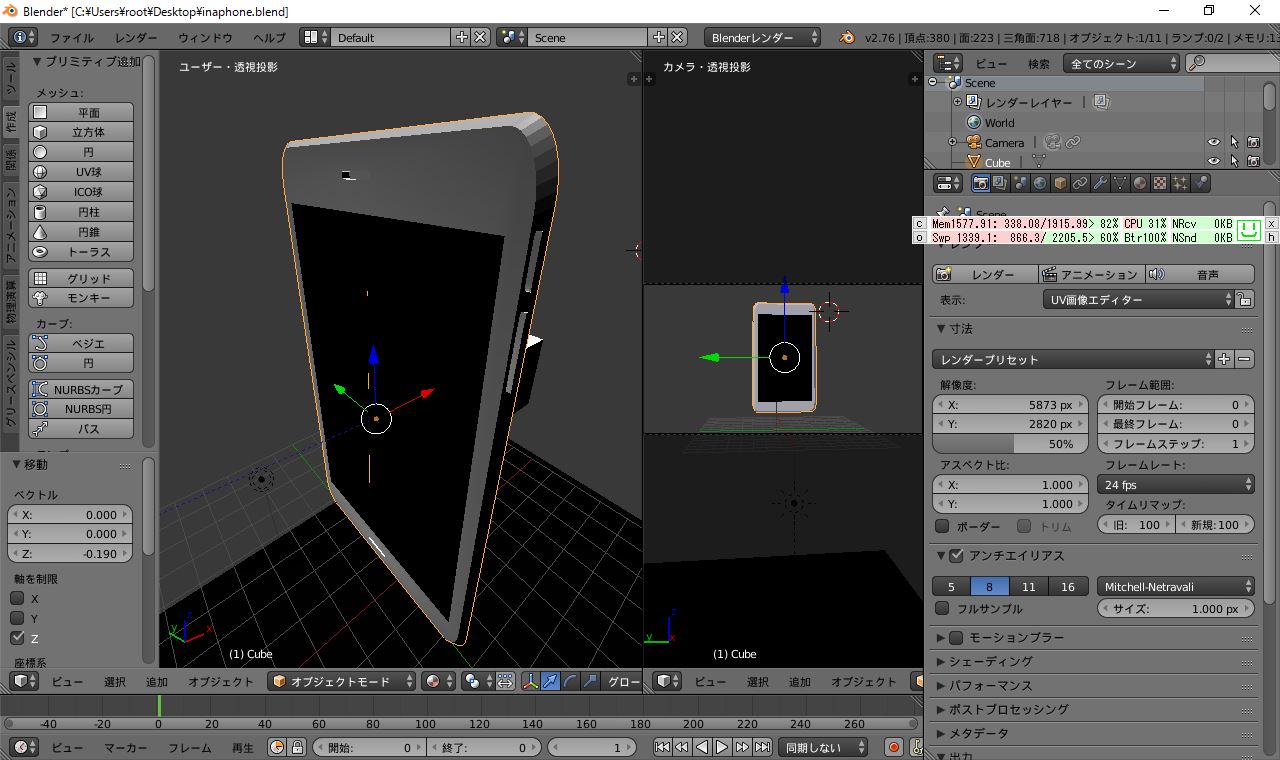 Blender* [C:¥Users¥root¥Desktop¥inaphone.blend]
ファイル レンダー ウィンドウ ヘルプ Default Scene Blenderレンダー v2.76 | 頂点:380 | 面:223 | 三角面:718 | オブジェクト:1/11 | ランプ:0/2 | メモリ:1
ツール
作成
関係
アニメーション
物理演算
グリースペンシル
プリミティブ追加
メッシュ:
平面
立方体
円
UV球
ICO球
円柱
円錐
トーラス
グリッド
モンキー
カーブ:
ベジエ
円
NURBSカーブ
NURBS円
パス
移動
ベクトル
X: 0.000
Y: 0.000
Z: -0.190
軸を制限
X
Y
Z
座標系
ユーザー・透視投影
(1) Cube
カメラ・透視投影
(1) Cube
ビュー 選択 追加 オブジェクト オブジェクトモード グロー
ビュー 選択 追加 オブジェクト
-40 -20 0 20 40 60 80 100 120 140 160 180 200 220 240 260
ビュー マーカー フレーム 再生 開始: 0 終了: 0 1 同期しない
ビュー 検索 全てのシーン
Scene
レンダーレイヤー
World
Camera
Cube
Scene
c Mem1577.91: 338.08/1915.99> 82% CPU 31% NRcv 0KB x
o Swp 1339.1: 866.3/ 2205.5> 60% Btr100% NSnd 0KB h
レンダー アニメーション 音声
表示: UV画像エディター
寸法
レンダープリセット
解像度: フレーム範囲:
X: 5873 px 開始フレーム: 0
Y: 2820 px 最終フレーム: 0
50% フレームステップ: 1
アスペクト比: フレームレート:
X: 1.000 24 fps
Y: 1.000 タイムリマップ:
ボーダー トリム 旧: 100 新規:100
アンチエイリアス
5 8 11 16 Mitchell-Netravali
フルサンプル サイズ: 1.000 px
モーションブラー
シェーディング
パフォーマンス
ポストプロセッシング
メタデータ
出力